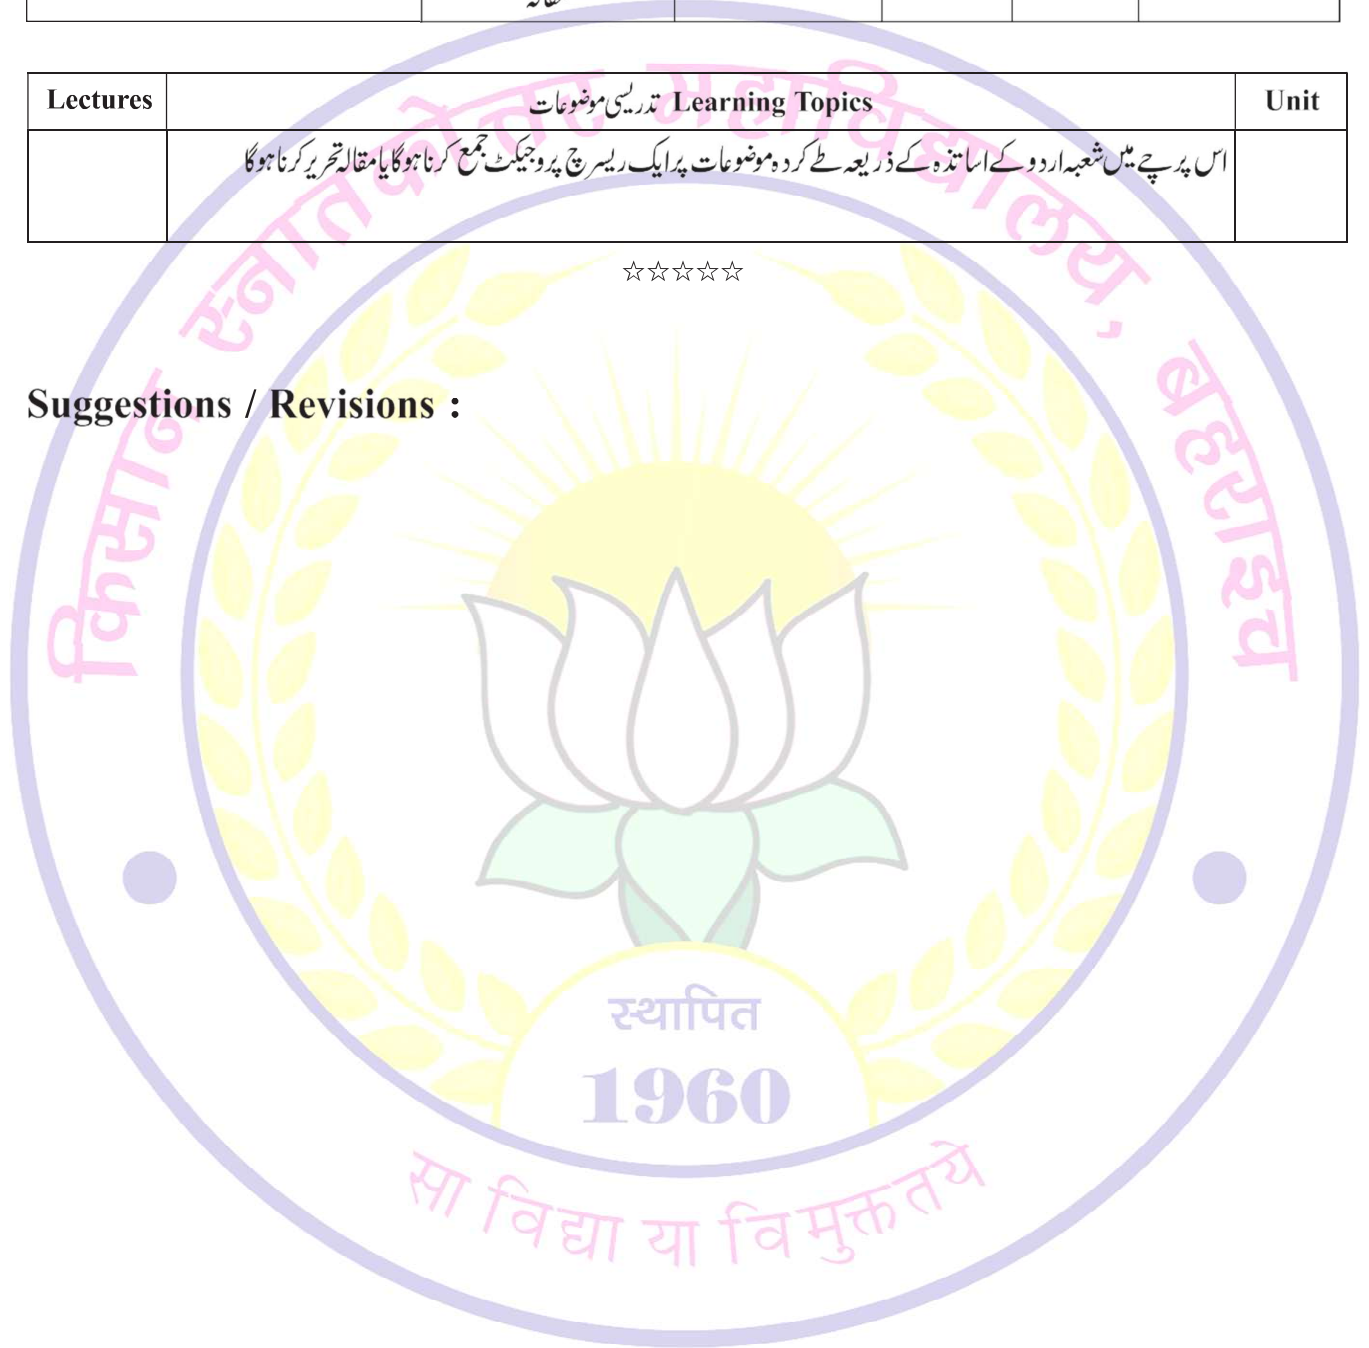 مقالہ
Lectures تدریسی موضوعات Learning Topics Unit
اس پرچے میں شعبہ اردو کے اساتذہ کے ذریعہ طے کردہ موضوعات پر ایک ریسرچ پروجیکٹ جمع کرنا ہوگا یا مقالہ تحریر کرنا ہوگا
☆☆☆☆☆
Suggestions / Revisions :
किसान स्नातकोत्तर महाविद्यालय, बहराइच
स्थापित
1960
सा विद्या या विमुक्तये